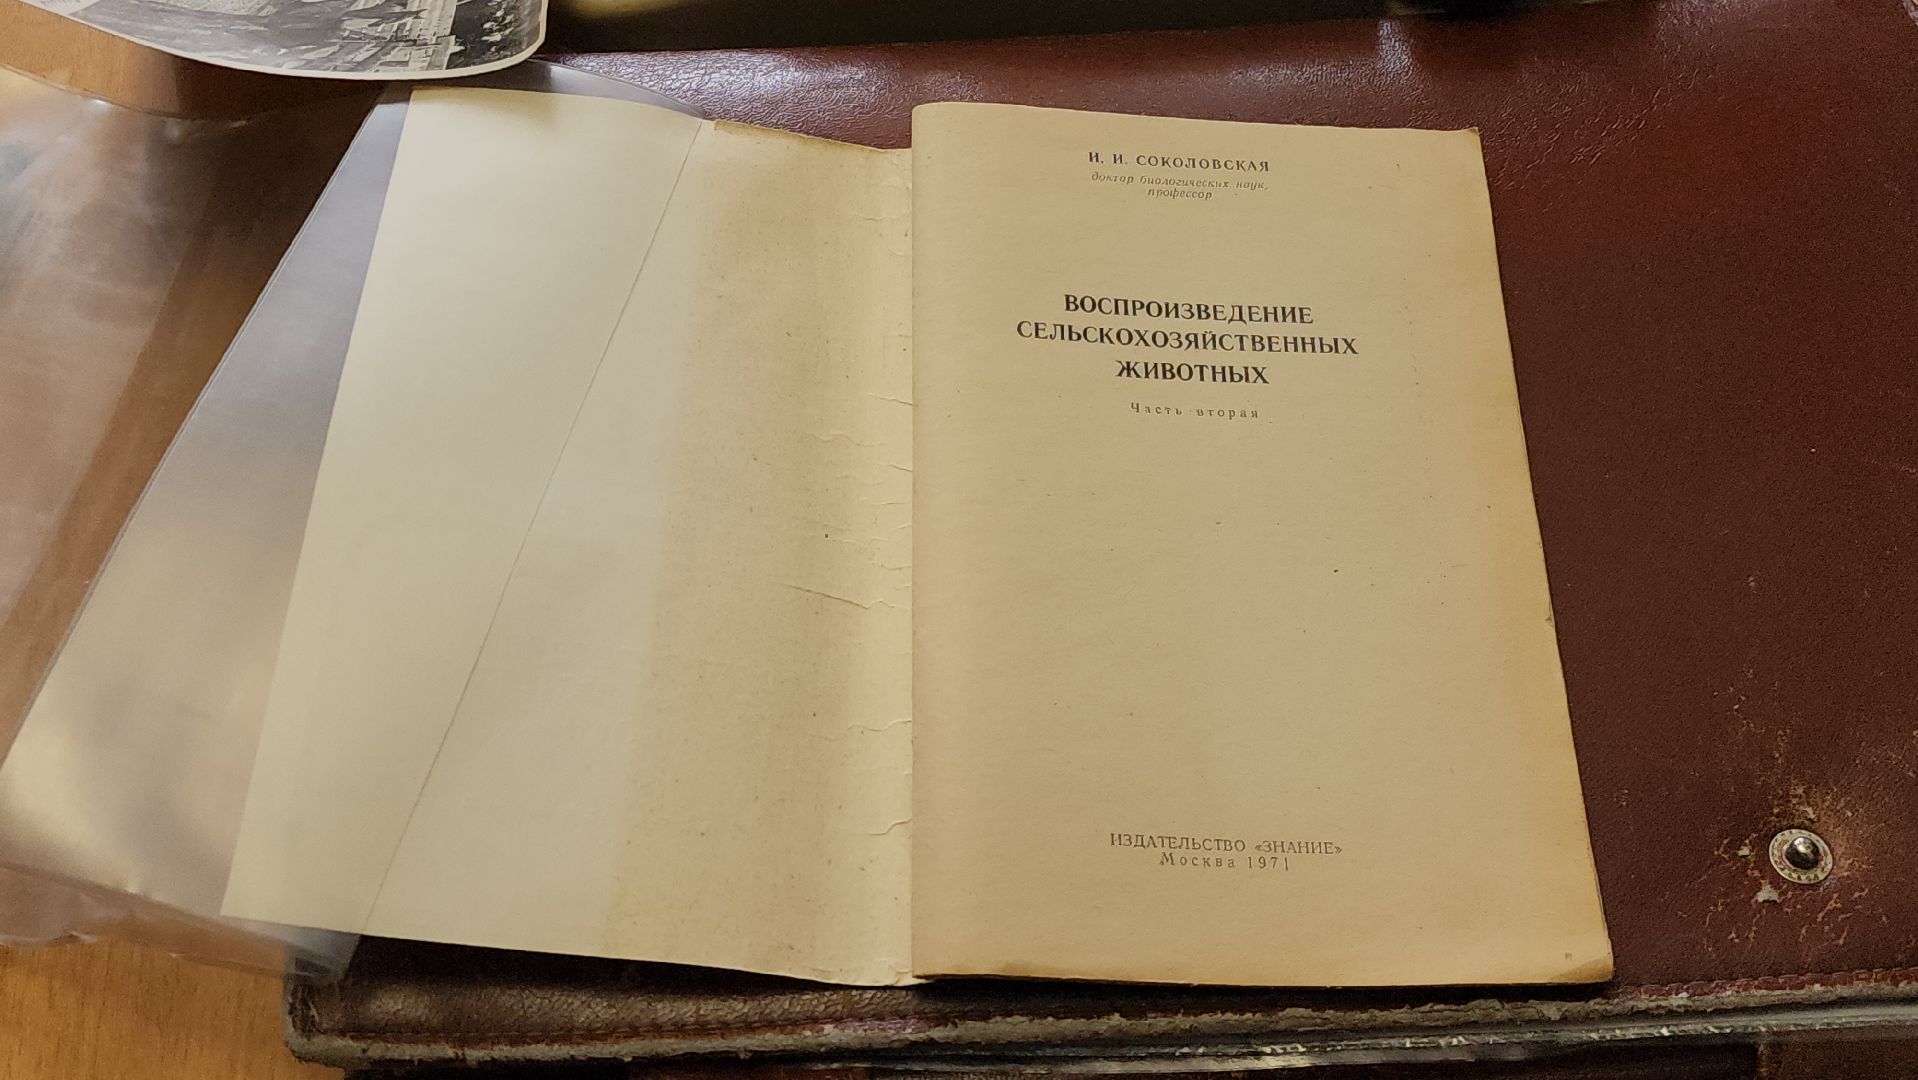 И. И. СОКОЛОВСКАЯ
доктор биологических наук,
профессор
ВОСПРОИЗВЕДЕНИЕ
СЕЛЬСКОХОЗЯЙСТВЕННЫХ
ЖИВОТНЫХ
Часть вторая
ИЗДАТЕЛЬСТВО «ЗНАНИЕ»
Москва 1971